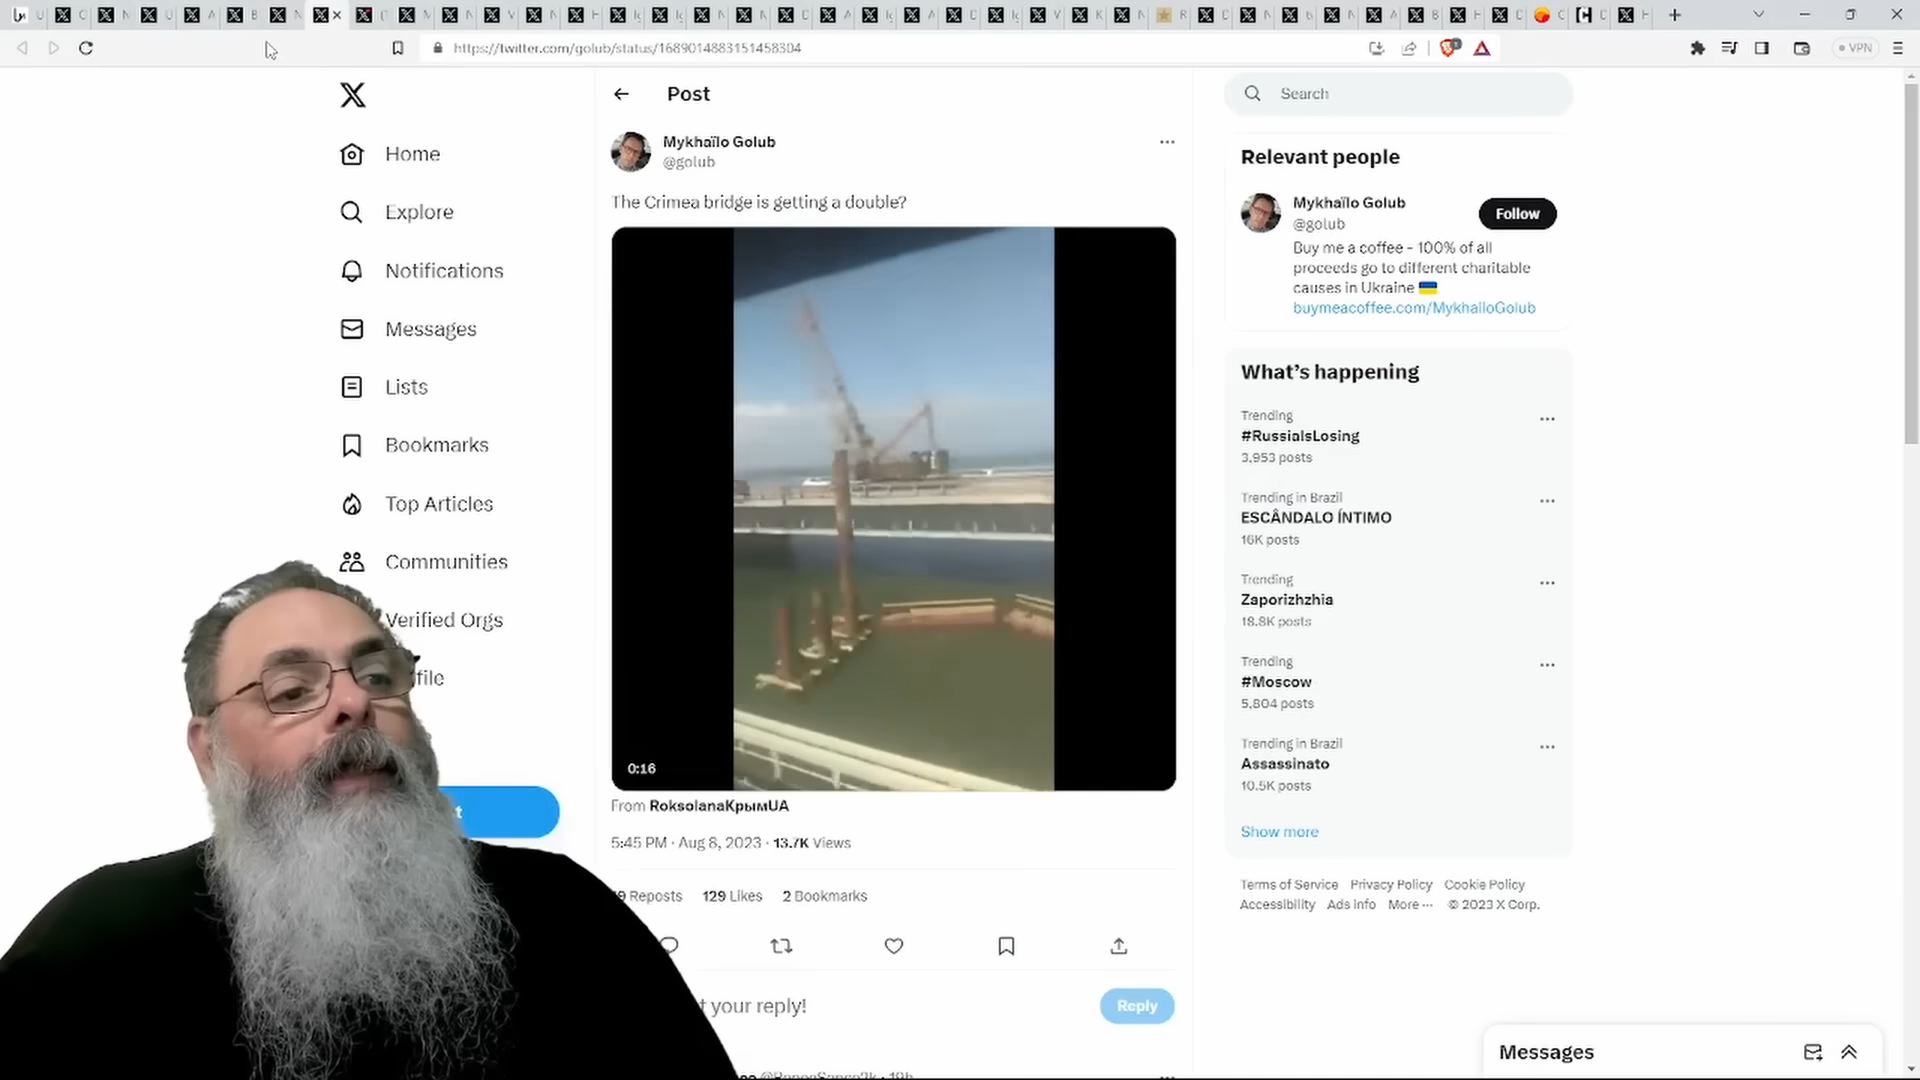 https://twitter.com/golub/status/1689014883151458304
VPN
Home
Explore
Notifications
Messages
Lists
Bookmarks
Top Articles
Communities
Verified Orgs
file
Post
Mykhaïlo Golub
@golub
The Crimea bridge is getting a double?
0:16
From RoksolanaКрымUA
5:45 PM · Aug 8, 2023 · 13.7K Views
9 Reposts 129 Likes 2 Bookmarks
t your reply!
Reply
Search
Relevant people
Mykhaïlo Golub
@golub
Follow
Buy me a coffee - 100% of all
proceeds go to different charitable
causes in Ukraine
buymeacoffee.com/MykhailoGolub
What's happening
Trending
#RussiaIsLosing
3,953 posts
Trending in Brazil
ESCÂNDALO ÍNTIMO
16K posts
Trending
Zaporizhzhia
18.8K posts
Trending
#Moscow
5,804 posts
Trending in Brazil
Assassinato
10.5K posts
Show more
Terms of Service Privacy Policy Cookie Policy
Accessibility Ads info More ··· © 2023 X Corp.
Messages